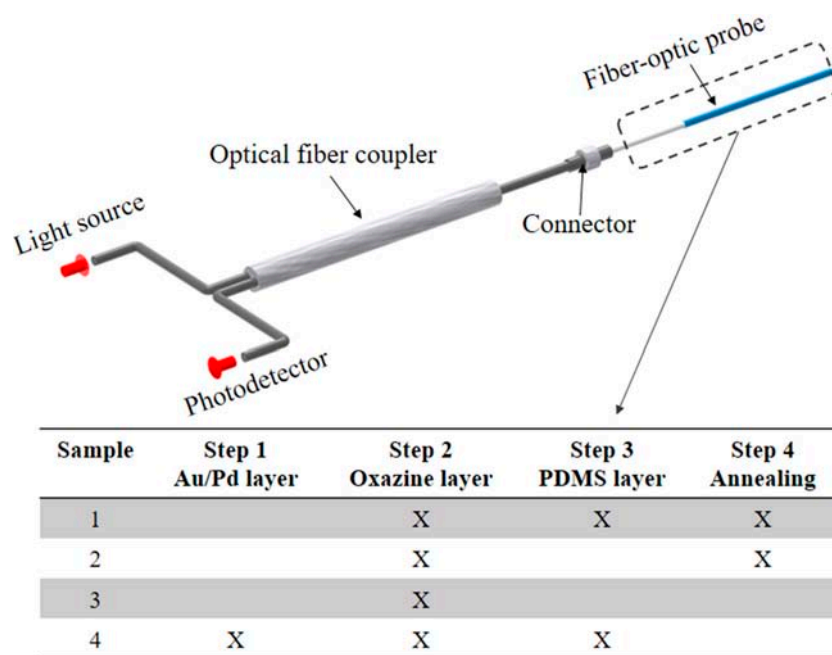 Fiber-optic probe
Optical fiber coupler
Connector
Light source
Photodetector
Sample Step 1 Step 2 Step 3 Step 4
Au/Pd layer Oxazine layer PDMS layer Annealing
1 X X X
2 X X
3 X
4 X X X